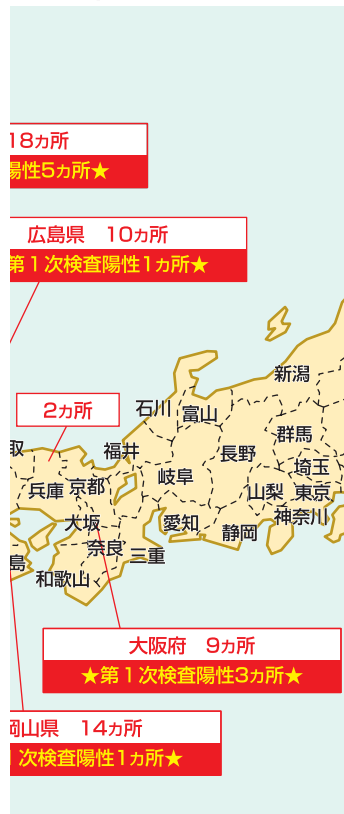 18ヵ所
陽性5ヵ所★
広島県 10ヵ所
第1次検査陽性1ヵ所★
新潟
石川
富山
2ヵ所
群馬
福井
長野
取
埼玉
岐阜
兵庫
京都
山梨
東京
神奈川
大坂
愛知
静岡
奈良
三重
島
和歌山
大阪府 9ヵ所
★第1次検査陽性3ヵ所★
岡山県 14ヵ所
1次検査陽性1ヵ所★